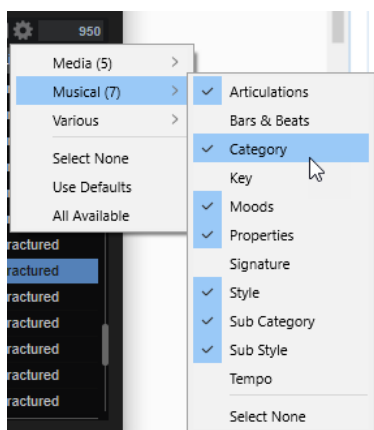 950
Media (5)
Musical (7)
Various
Select None
Use Defaults
All Available
Articulations
Bars & Beats
Category
Key
Moods
Properties
Signature
Style
Sub Category
Sub Style
Tempo
Select None
ractured
ractured
ractured
ractured
ractured
ractured
ractured